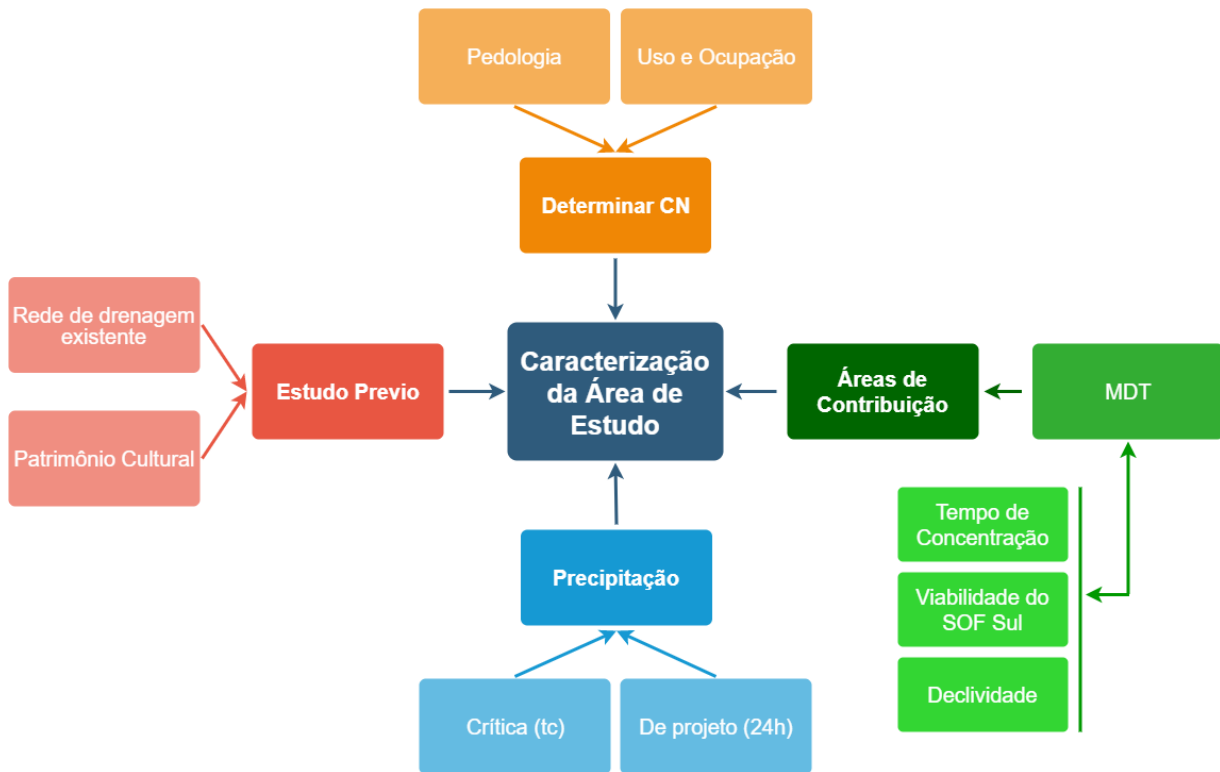 Pedologia
Uso e Ocupação
Determinar CN
Rede de drenagem
existente
Patrimônio Cultural
Estudo Previo
Caracterização
da Área de
Estudo
Áreas de
Contribuição
MDT
Tempo de
Concentração
Viabilidade do
SOF Sul
Declividade
Precipitação
Crítica (tc)
De projeto (24h)